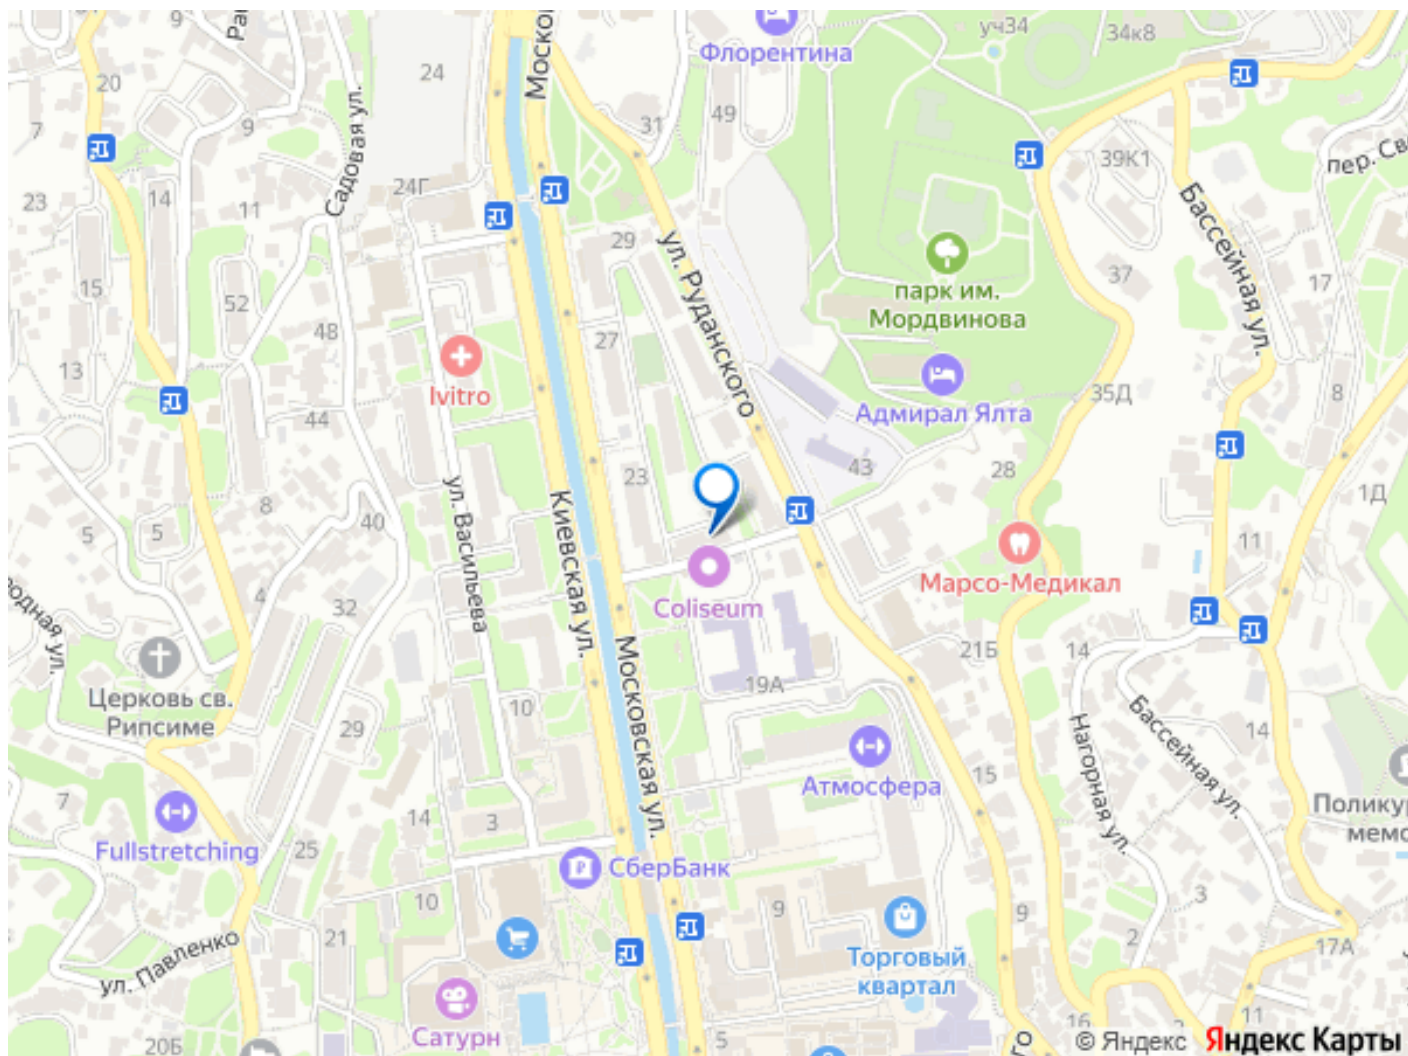 Флорентина
уч34
34к8
24
20
49
Моско
Садовая ул.
31
7
9
39К1
пер. Св
24Г
14
23
11
Бассейная ул.
29
ул. Руданского
37
17
15
52
парк им.
Мордвинова
48
27
13
Ivitro
Адмирал Ялта
35Д
8
44
43
28
23
1Д
ул. Васильева
Киевская ул.
8
40
5
5
11
Марсо-Медикал
4
32
Coliseum
одная ул.
Московская ул.
21Б
14
19А
Церковь св.
Рипсиме
10
29
Бассейная ул.
Нагорная ул.
14
Атмосфера
15
7
14
3
Поликур
мемо
Fullstretching
25
СберБанк
10
9
3
9
21
2
17А
ул. Павленко
Торговый
квартал
Сатурн
20Б
5
16
11
го
© Яндекс Яндекс Карты